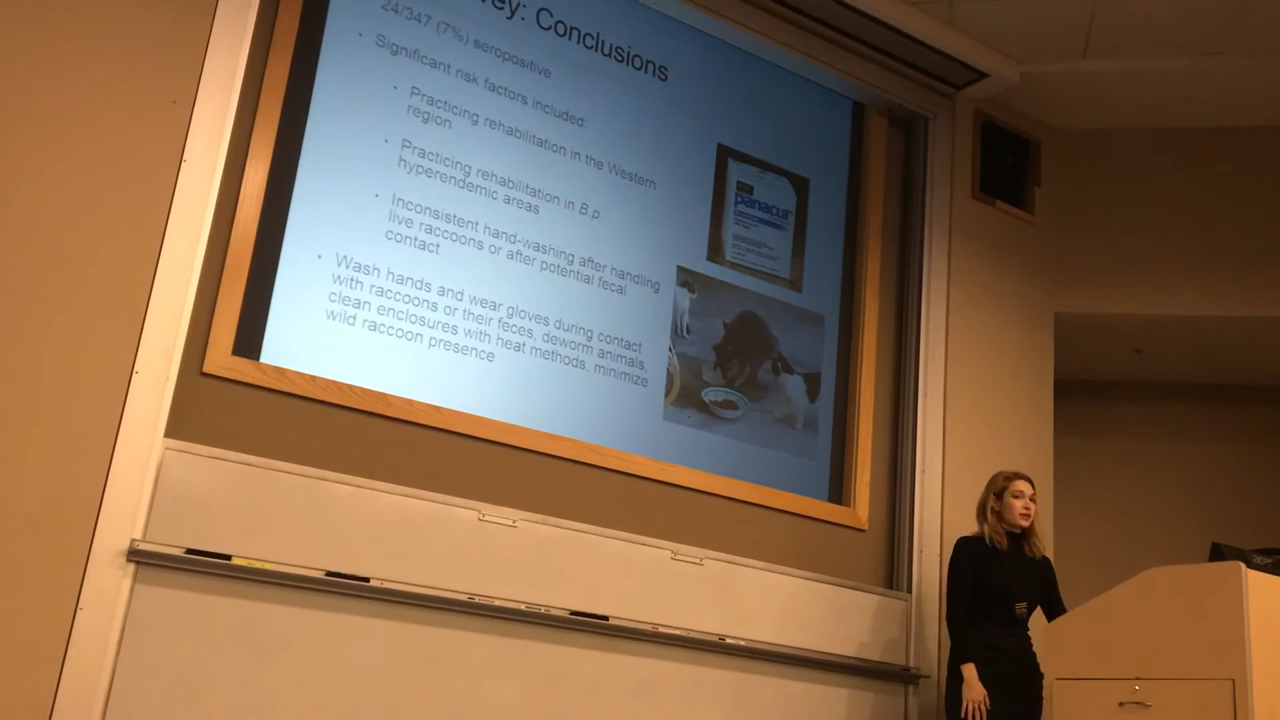 ey: Conclusions
24/347 (7%) seropositive
Significant risk factors included:
Practicing rehabilitation in the Western
region
Practicing rehabilitation in B.p.
hyperendemic areas
Inconsistent hand-washing after handling
live raccoons or after potential fecal
contact
Wash hands and wear gloves during contact
with raccoons or their feces, deworm animals,
clean enclosures with heat methods, minimize
wild raccoon presence
panacur